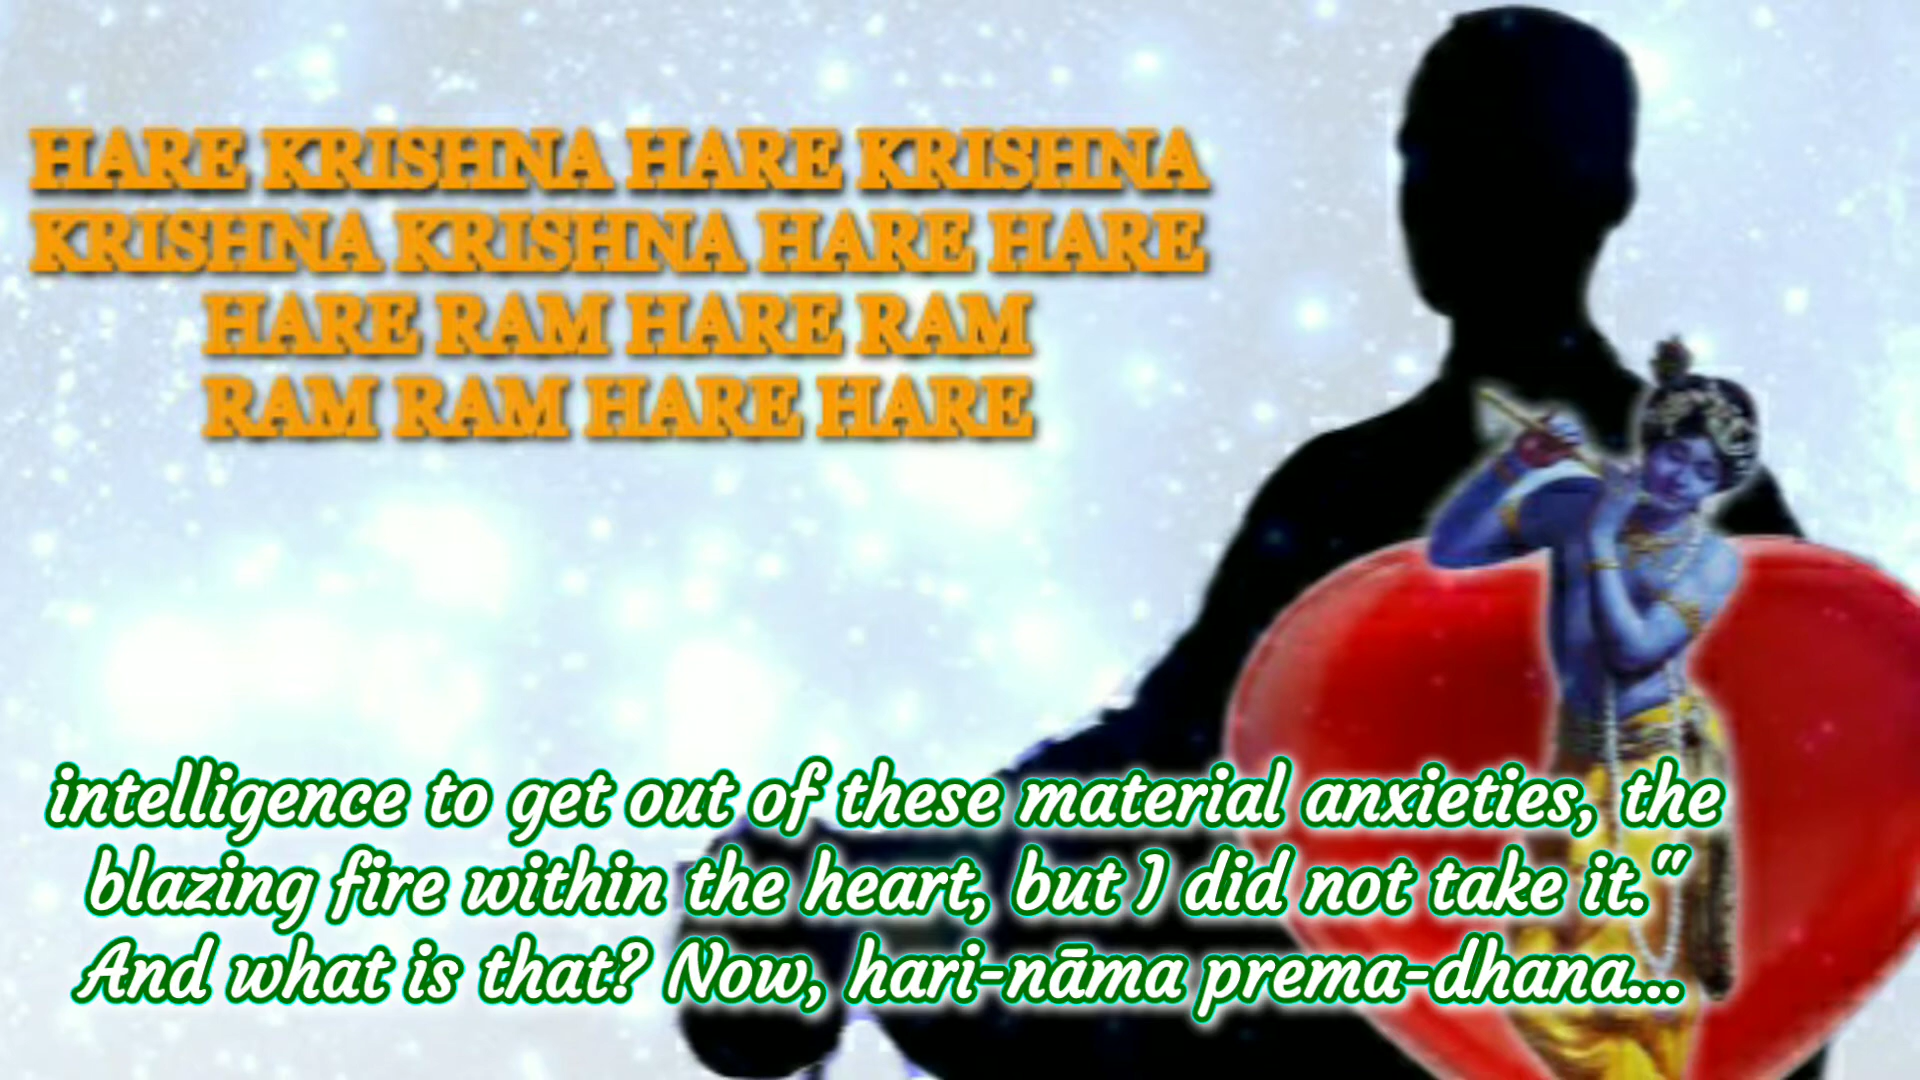 HARE KRISHNA HARE KRISHNA
KRISHNA KRISHNA HARE HARE
HARE RAM HARE RAM
RAM RAM HARE HARE
intelligence to get out of these material anxieties, the
blazing fire within the heart, but I did not take it."
And what is that? Now, hari-nāma prema-dhana...